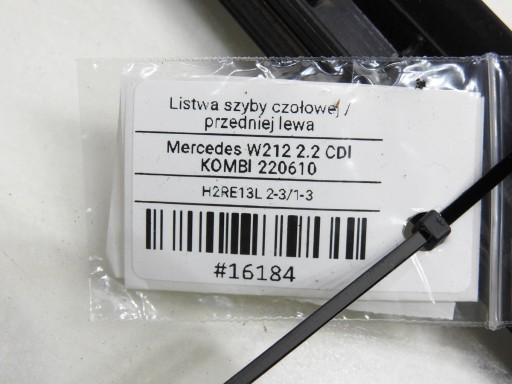 Listwa szyby czołowej /
przedniej lewa
Mercedes W212 2.2 CDI
KOMBI 220610
H2RE13L 2-3/1-3
#16184